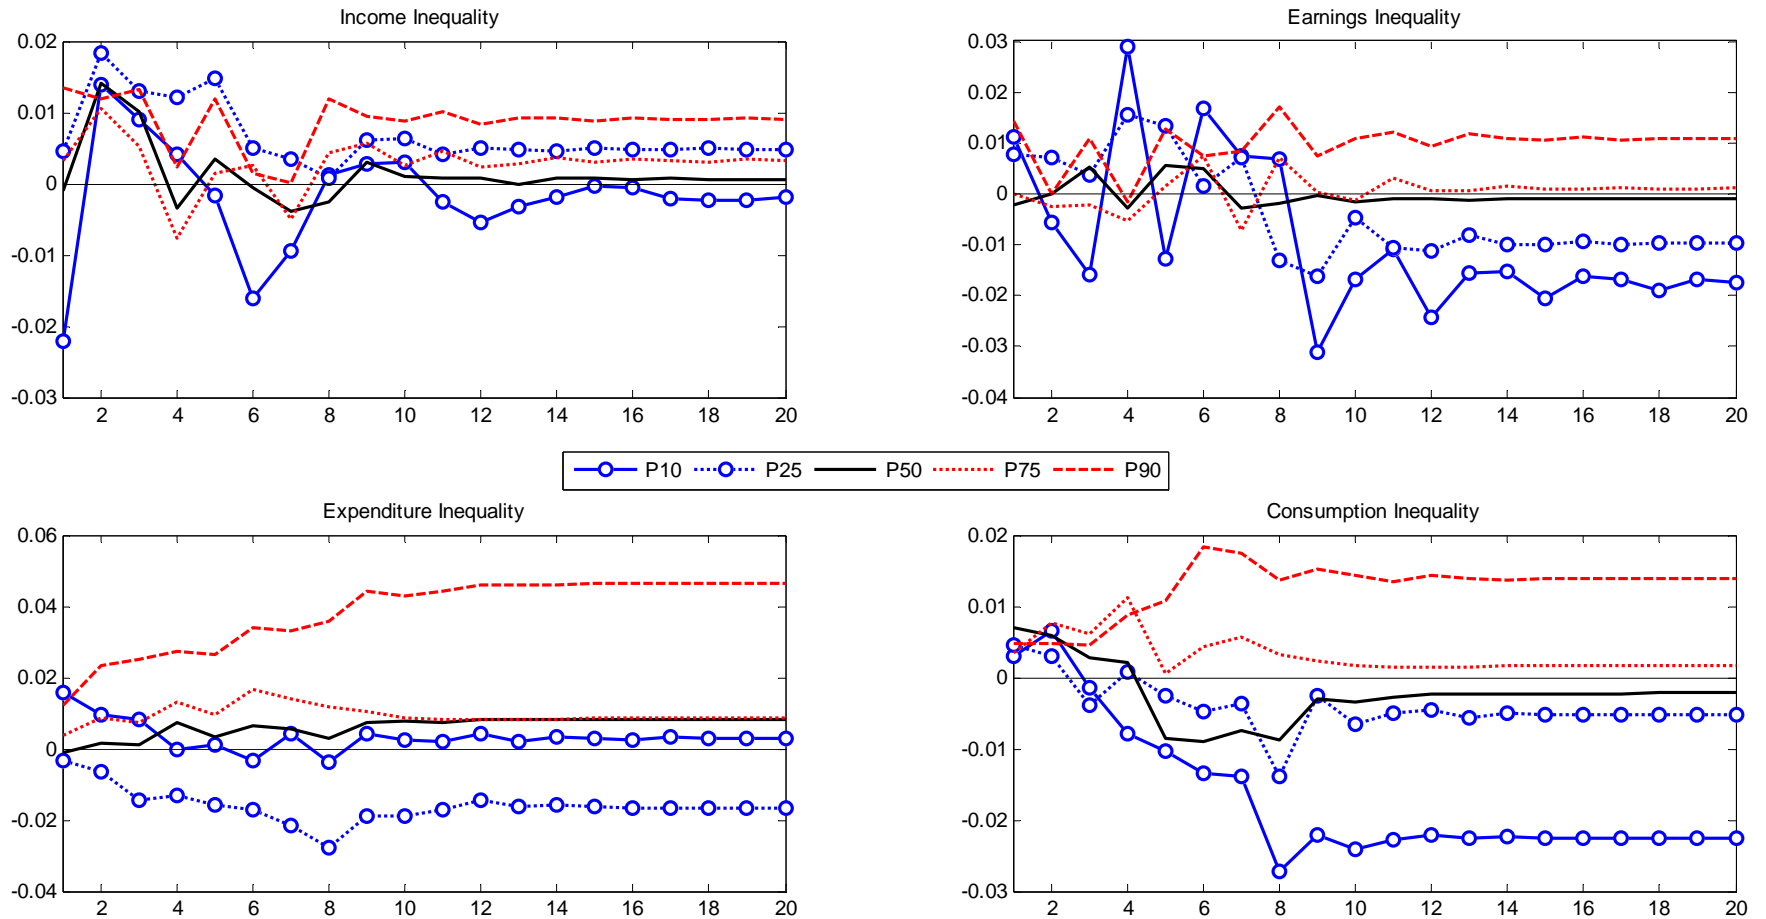 Income Inequality
0.02
0.01
0
-0.01
-0.02
-0.03
2 4 6 8 10 12 14 16 18 20
Earnings Inequality
0.03
0.02
0.01
0
-0.01
-0.02
-0.03
-0.04
2 4 6 8 10 12 14 16 18 20
P10 P25 P50 P75 P90
Expenditure Inequality
0.06
0.04
0.02
0
-0.02
-0.04
2 4 6 8 10 12 14 16 18 20
Consumption Inequality
0.02
0.01
0
-0.01
-0.02
-0.03
2 4 6 8 10 12 14 16 18 20